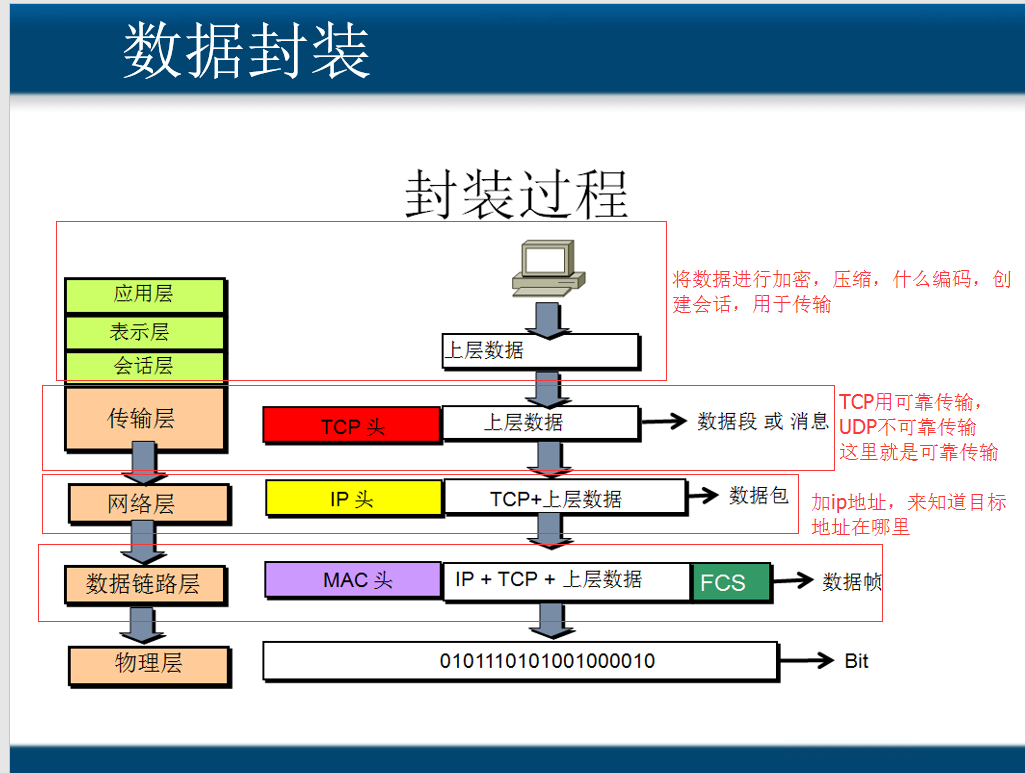 数据封装
封装过程
将数据进行加密，压缩，什么编码，创
建会话，用于传输
应用层
表示层
上层数据
会话层
TCP用可靠传输，
UDP不可靠传输
这里就是可靠传输
传输层
TCP 头
上层数据
数据段 或 消息
网络层
IP 头
TCP+上层数据
数据包
加ip地址，来知道目标
地址在哪里
数据链路层
MAC 头
IP + TCP + 上层数据
FCS
数据帧
物理层
0101110101001000010
Bit